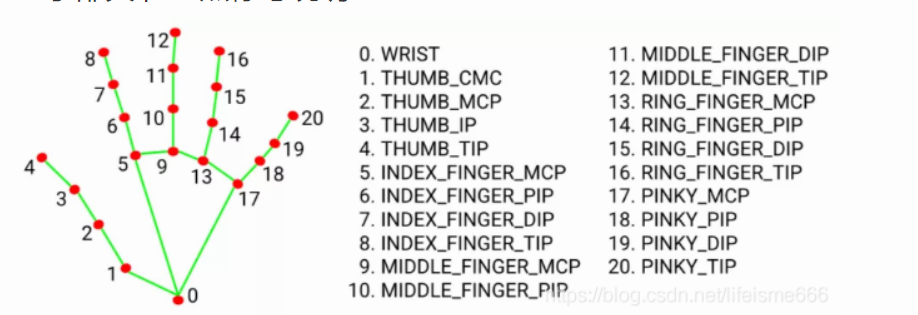 0. WRIST
1. THUMB_CMC
2. THUMB_MCP
3. THUMB_IP
4. THUMB_TIP
5. INDEX_FINGER_MCP
6. INDEX_FINGER_PIP
7. INDEX_FINGER_DIP
8. INDEX_FINGER_TIP
9. MIDDLE_FINGER_MCP
10. MIDDLE_FINGER_PIP
11. MIDDLE_FINGER_DIP
12. MIDDLE_FINGER_TIP
13. RING_FINGER_MCP
14. RING_FINGER_PIP
15. RING_FINGER_DIP
16. RING_FINGER_TIP
17. PINKY_MCP
18. PINKY_PIP
19. PINKY_DIP
20. PINKY_TIP
0
1
2
3
4
5
6
7
8
9
10
11
12
13
14
15
16
17
18
19
20
https://blog.csdn.net/lifeisme666